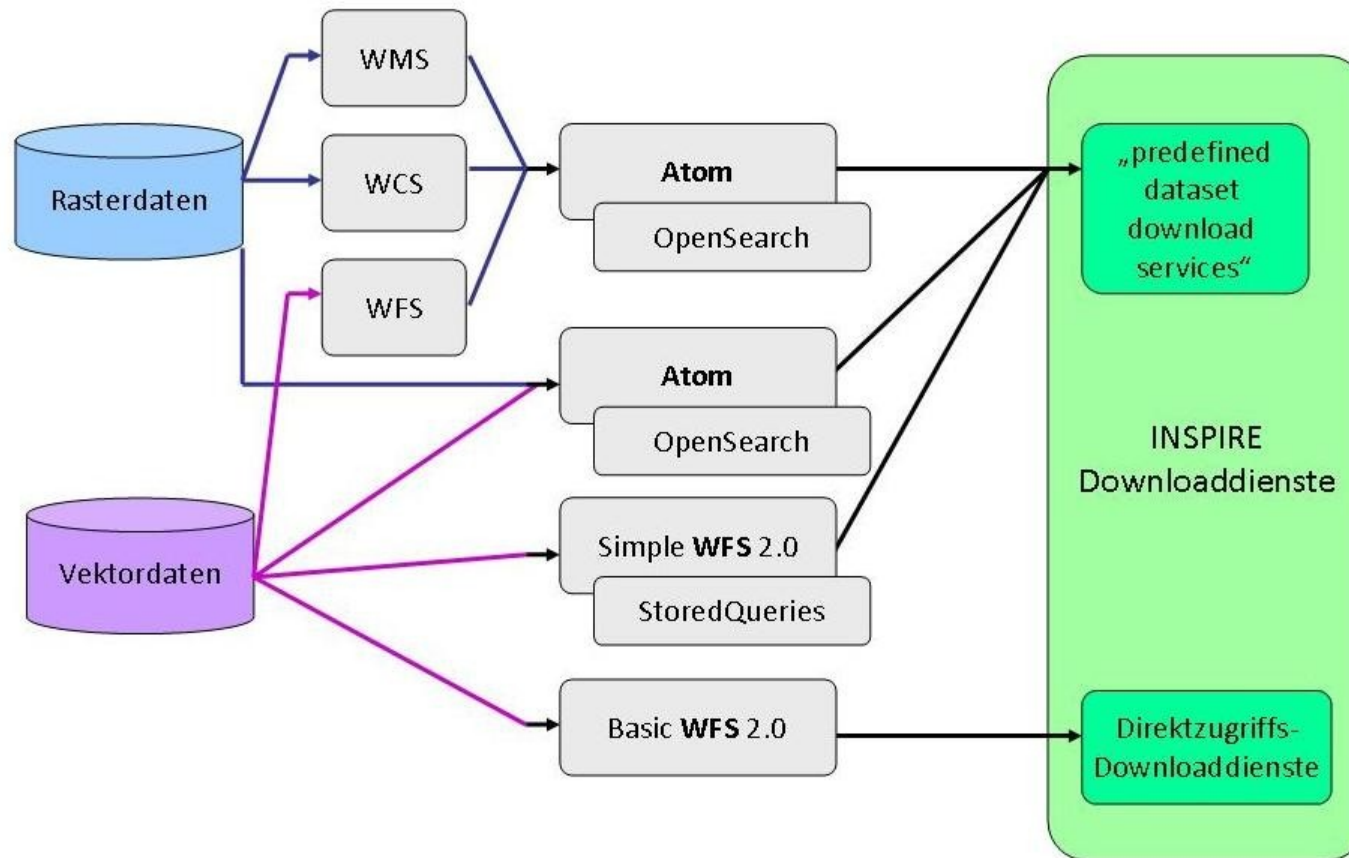 WMS
WCS
WFS
Rasterdaten
Vektordaten
Atom
OpenSearch
Atom
OpenSearch
Simple WFS 2.0
StoredQueries
Basic WFS 2.0
„predefined
dataset
download
services“
INSPIRE
Downloaddienste
Direktzugriffs-
Downloaddienste